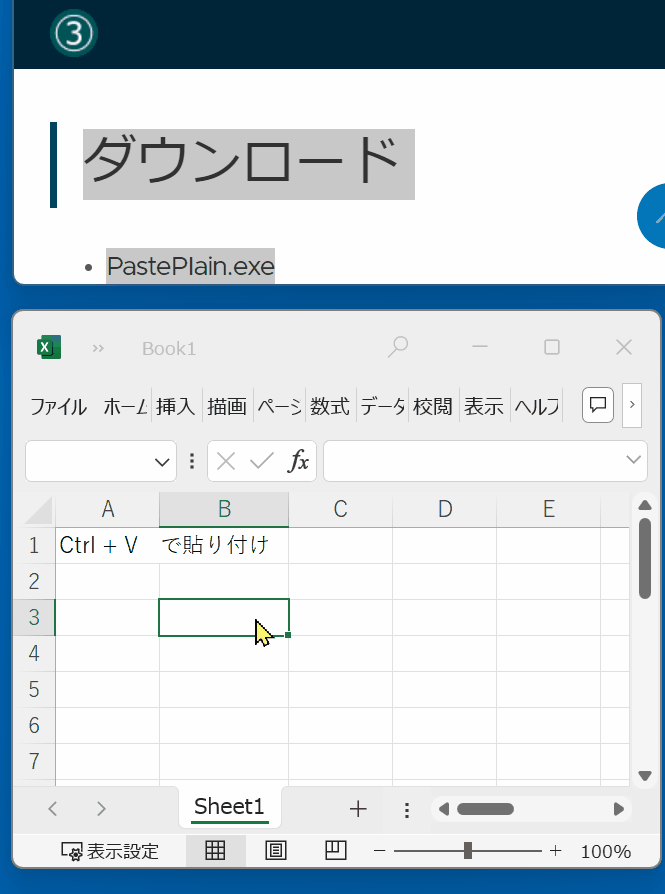 ③
ダウンロード
• PastePlain.exe
Book1
ファイル ホーム 挿入 描画 ページ 数式 データ 校閲 表示 ヘルプ
fx
A B C D E
1 Ctrl + V で貼り付け
2
3
4
5
6
7
Sheet1
表示設定 100%